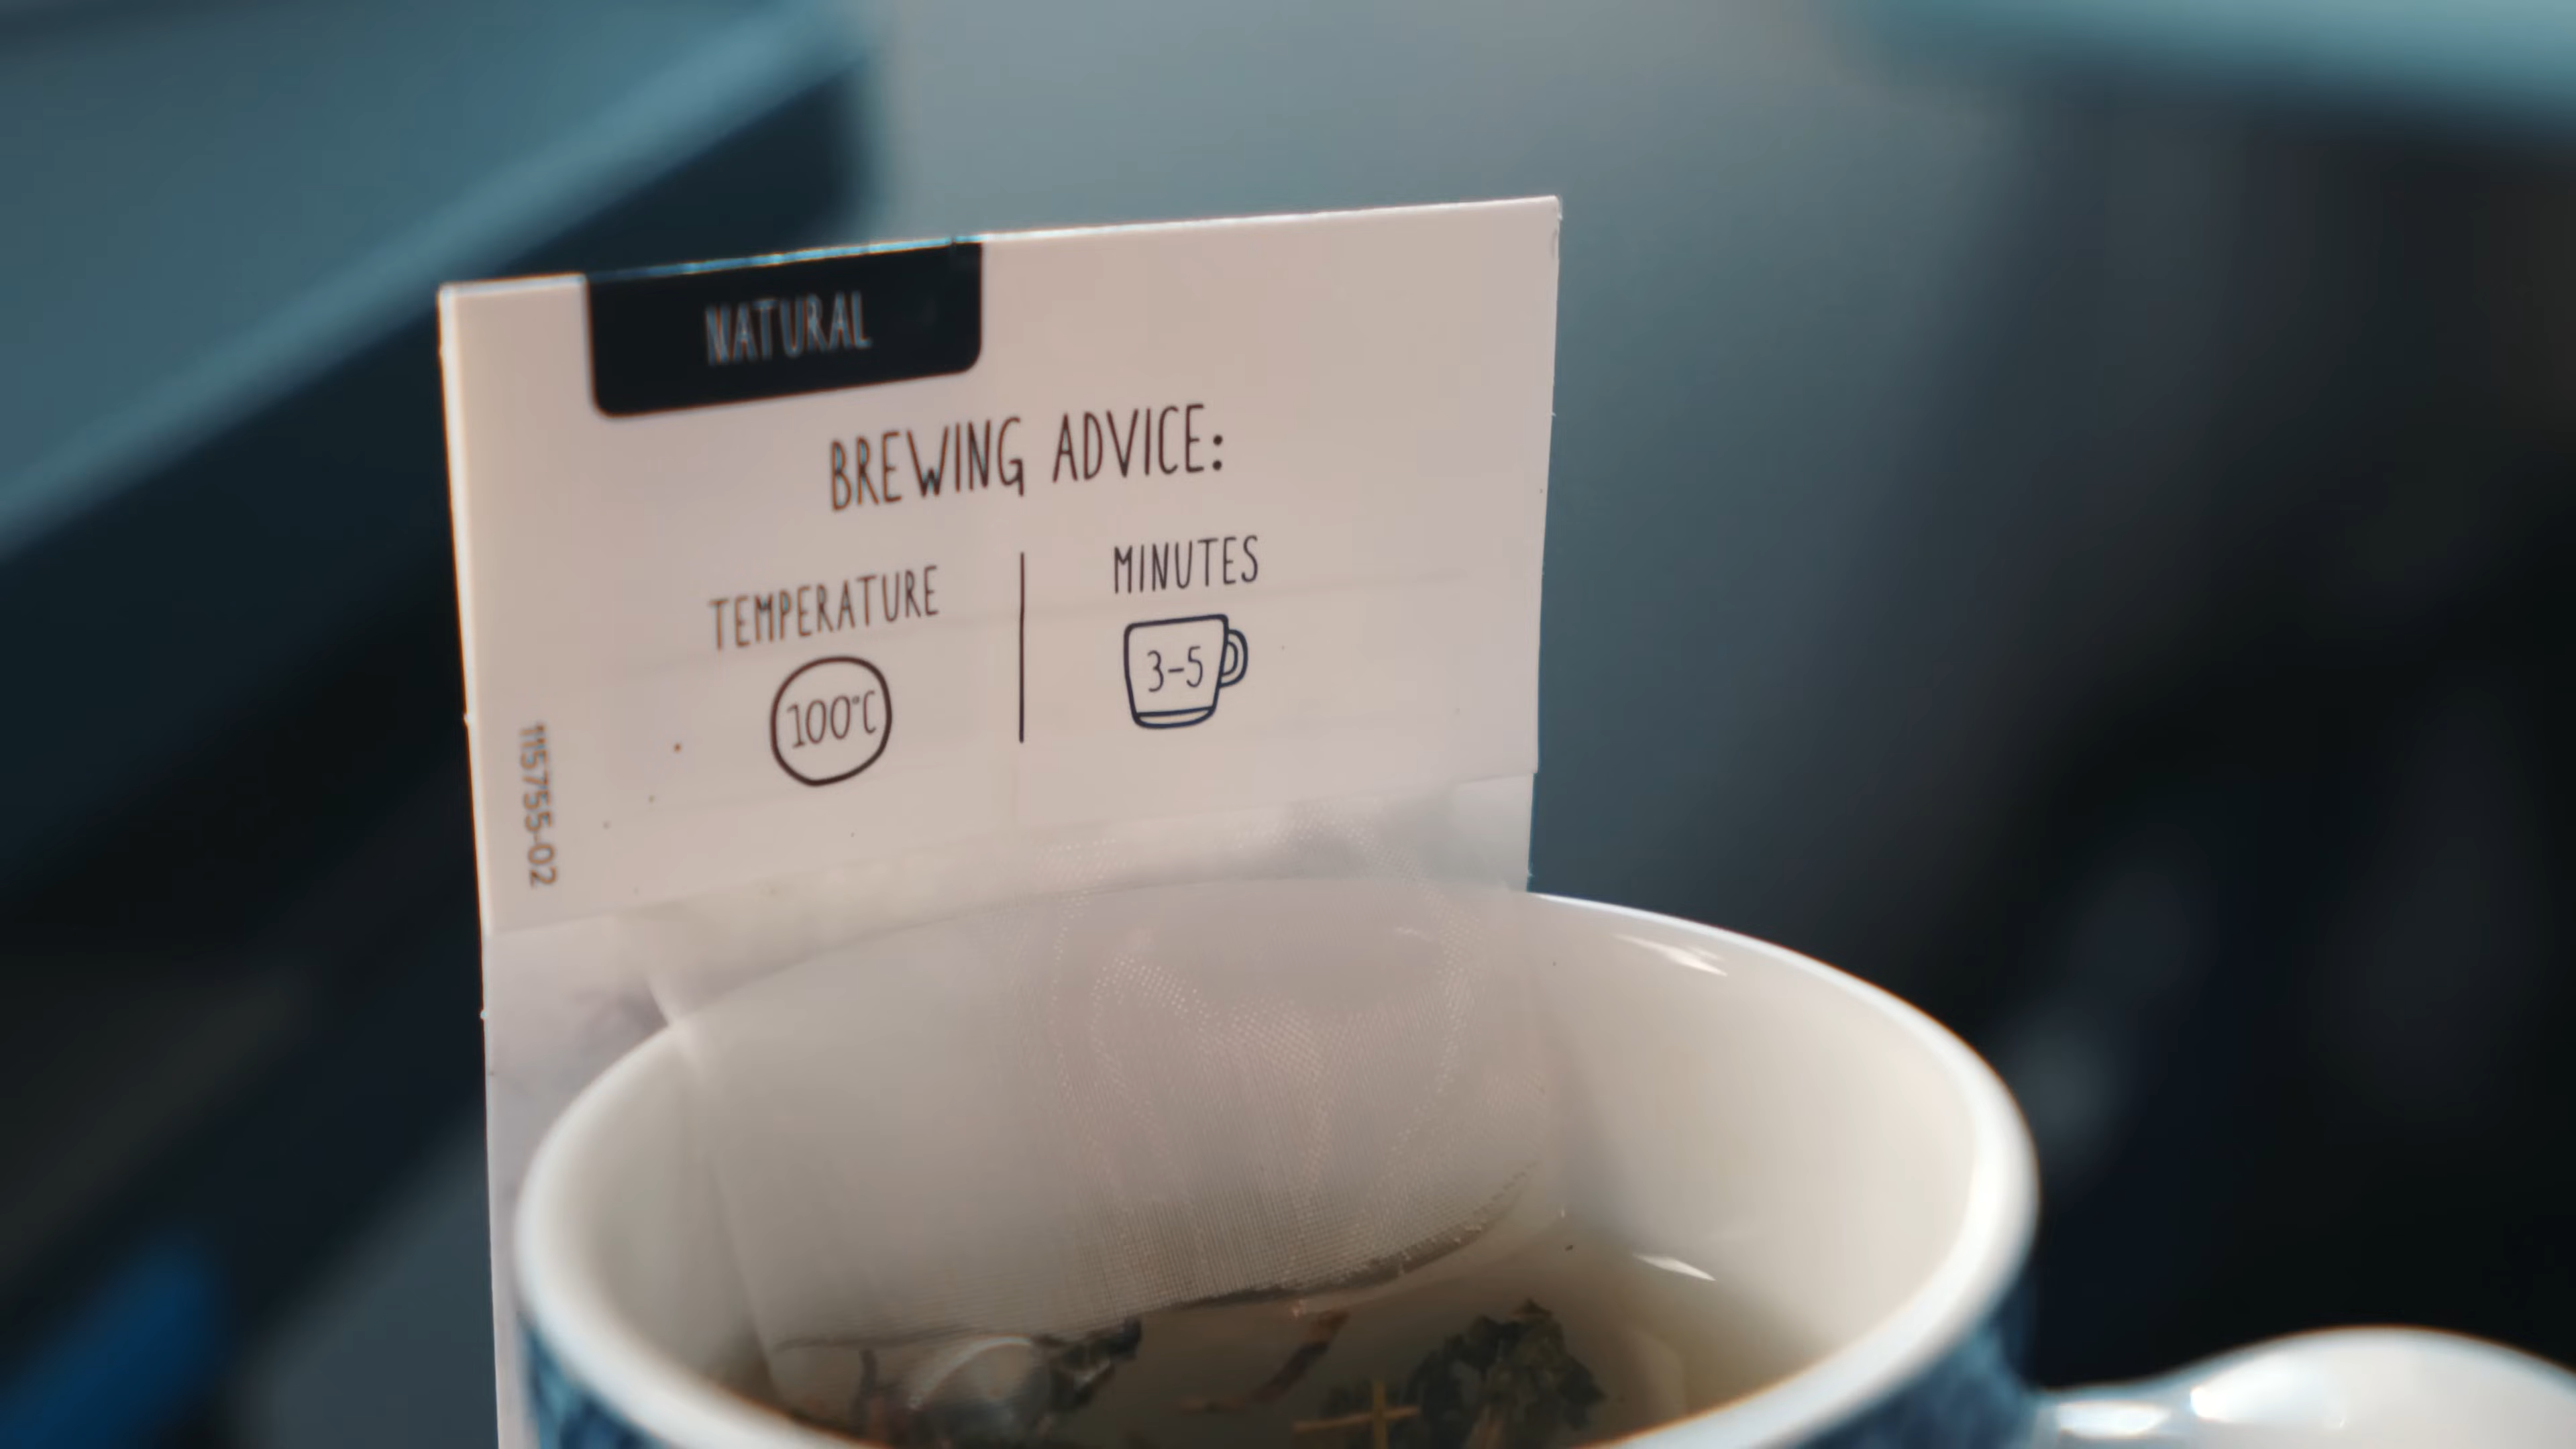 NATURAL
BREWING ADVICE:
TEMPERATURE
100°C
MINUTES
3-5
115755-02